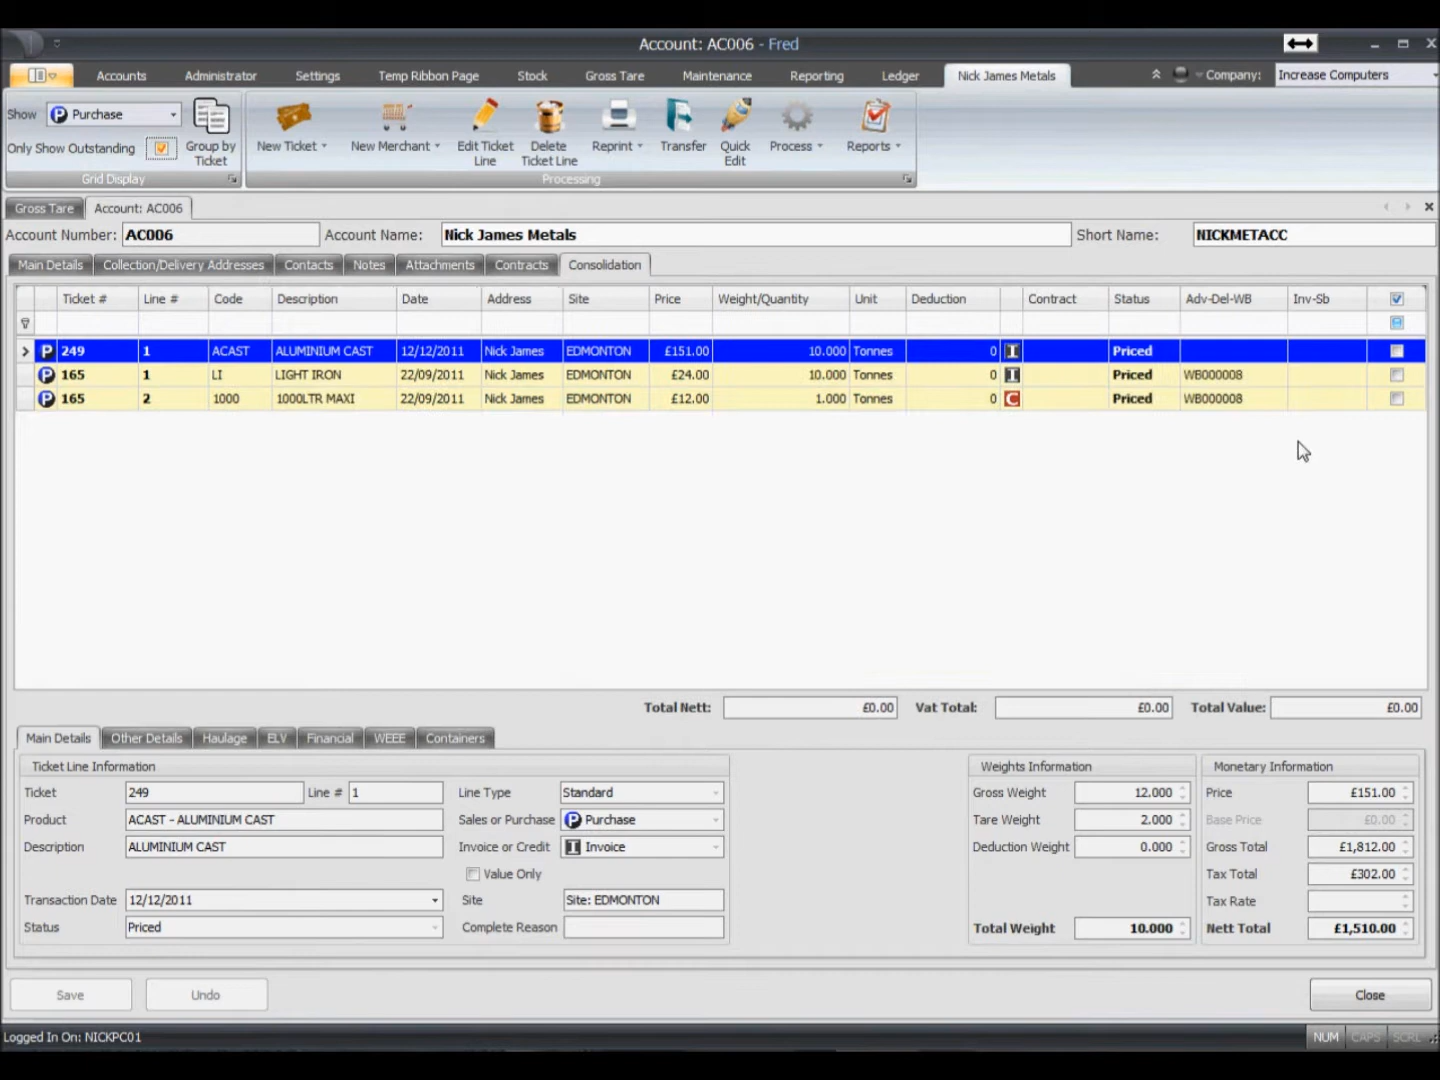 Account: AC006 - Fred
Accounts Administrator Settings Temp Ribbon Page Stock Gross Tare Maintenance Reporting Ledger Nick James Metals Company: Increase Computers
Show P Purchase
Only Show Outstanding
Group by Ticket
New Ticket New Merchant Edit Ticket Line Delete Ticket Line Reprint Transfer Quick Edit Process Reports
Grid Display Processing
Gross Tare Account: AC006
Account Number: AC006 Account Name: Nick James Metals Short Name: NICKMETACC
Main Details Collection/Delivery Addresses Contacts Notes Attachments Contracts Consolidation
Ticket # Line # Code Description Date Address Site Price Weight/Quantity Unit Deduction Contract Status Adv-Del-WB Inv-Sb
P 249 1 ACAST ALUMINIUM CAST 12/12/2011 Nick James EDMONTON £151.00 10.000 Tonnes 0 I Priced
P 165 1 LI LIGHT IRON 22/09/2011 Nick James EDMONTON £24.00 10.000 Tonnes 0 I Priced WB000008
P 165 2 1000 1000LTR MAXI 22/09/2011 Nick James EDMONTON £12.00 1.000 Tonnes 0 C Priced WB000008
Total Nett: £0.00 Vat Total: £0.00 Total Value: £0.00
Main Details Other Details Haulage ELV Financial WEEE Containers
Ticket Line Information Weights Information Monetary Information
Ticket 249 Line # 1 Line Type Standard Gross Weight 12.000 Price £151.00
Product ACAST - ALUMINIUM CAST Sales or Purchase P Purchase Tare Weight 2.000 Base Price £0.00
Description ALUMINIUM CAST Invoice or Credit I Invoice Deduction Weight 0.000 Gross Total £1,812.00
Value Only Tax Total £302.00
Transaction Date 12/12/2011 Site Site: EDMONTON Tax Rate
Status Priced Complete Reason Total Weight 10.000 Nett Total £1,510.00
Save Undo Close
Logged In On: NICKPC01 NUM CAPS SCRL